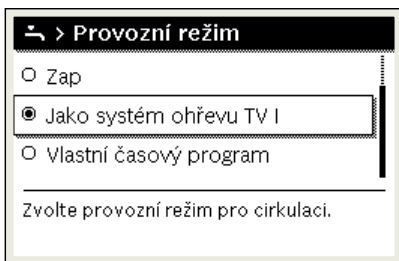 > Provozní režim
Zap
Jako systém ohřevu TV I
Vlastní časový program
Zvolte provozní režim pro cirkulaci.